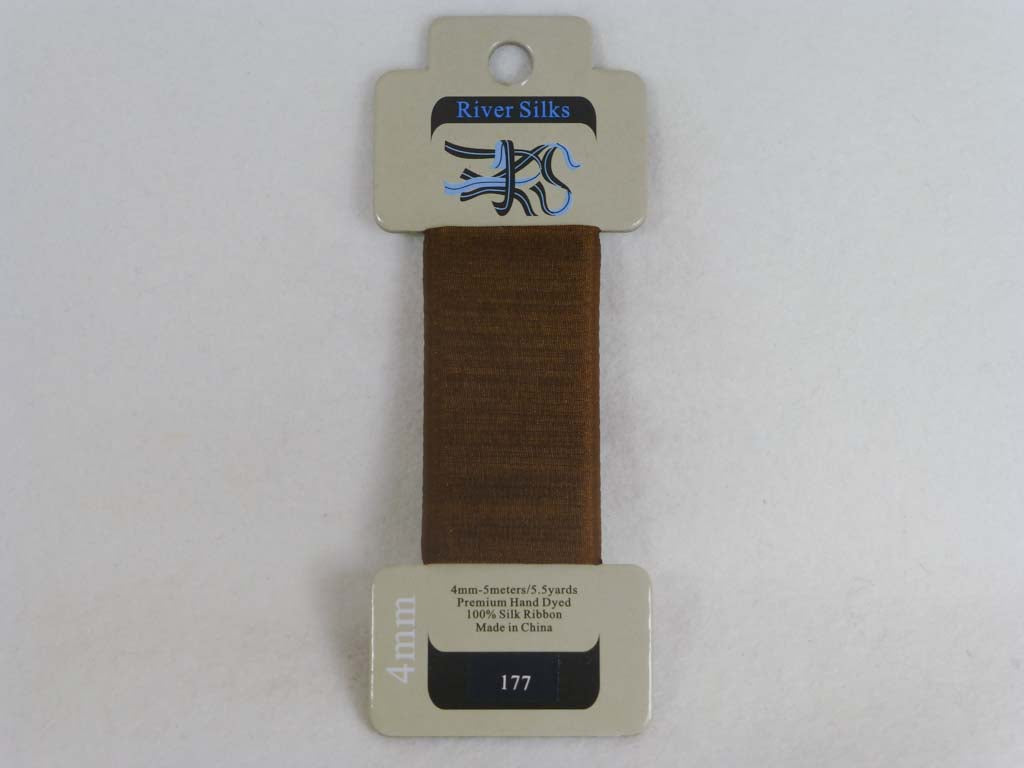 River Silks
RS
4mm-5meters/5.5yards
Premium Hand Dyed
100% Silk Ribbon
Made in China
4mm
177